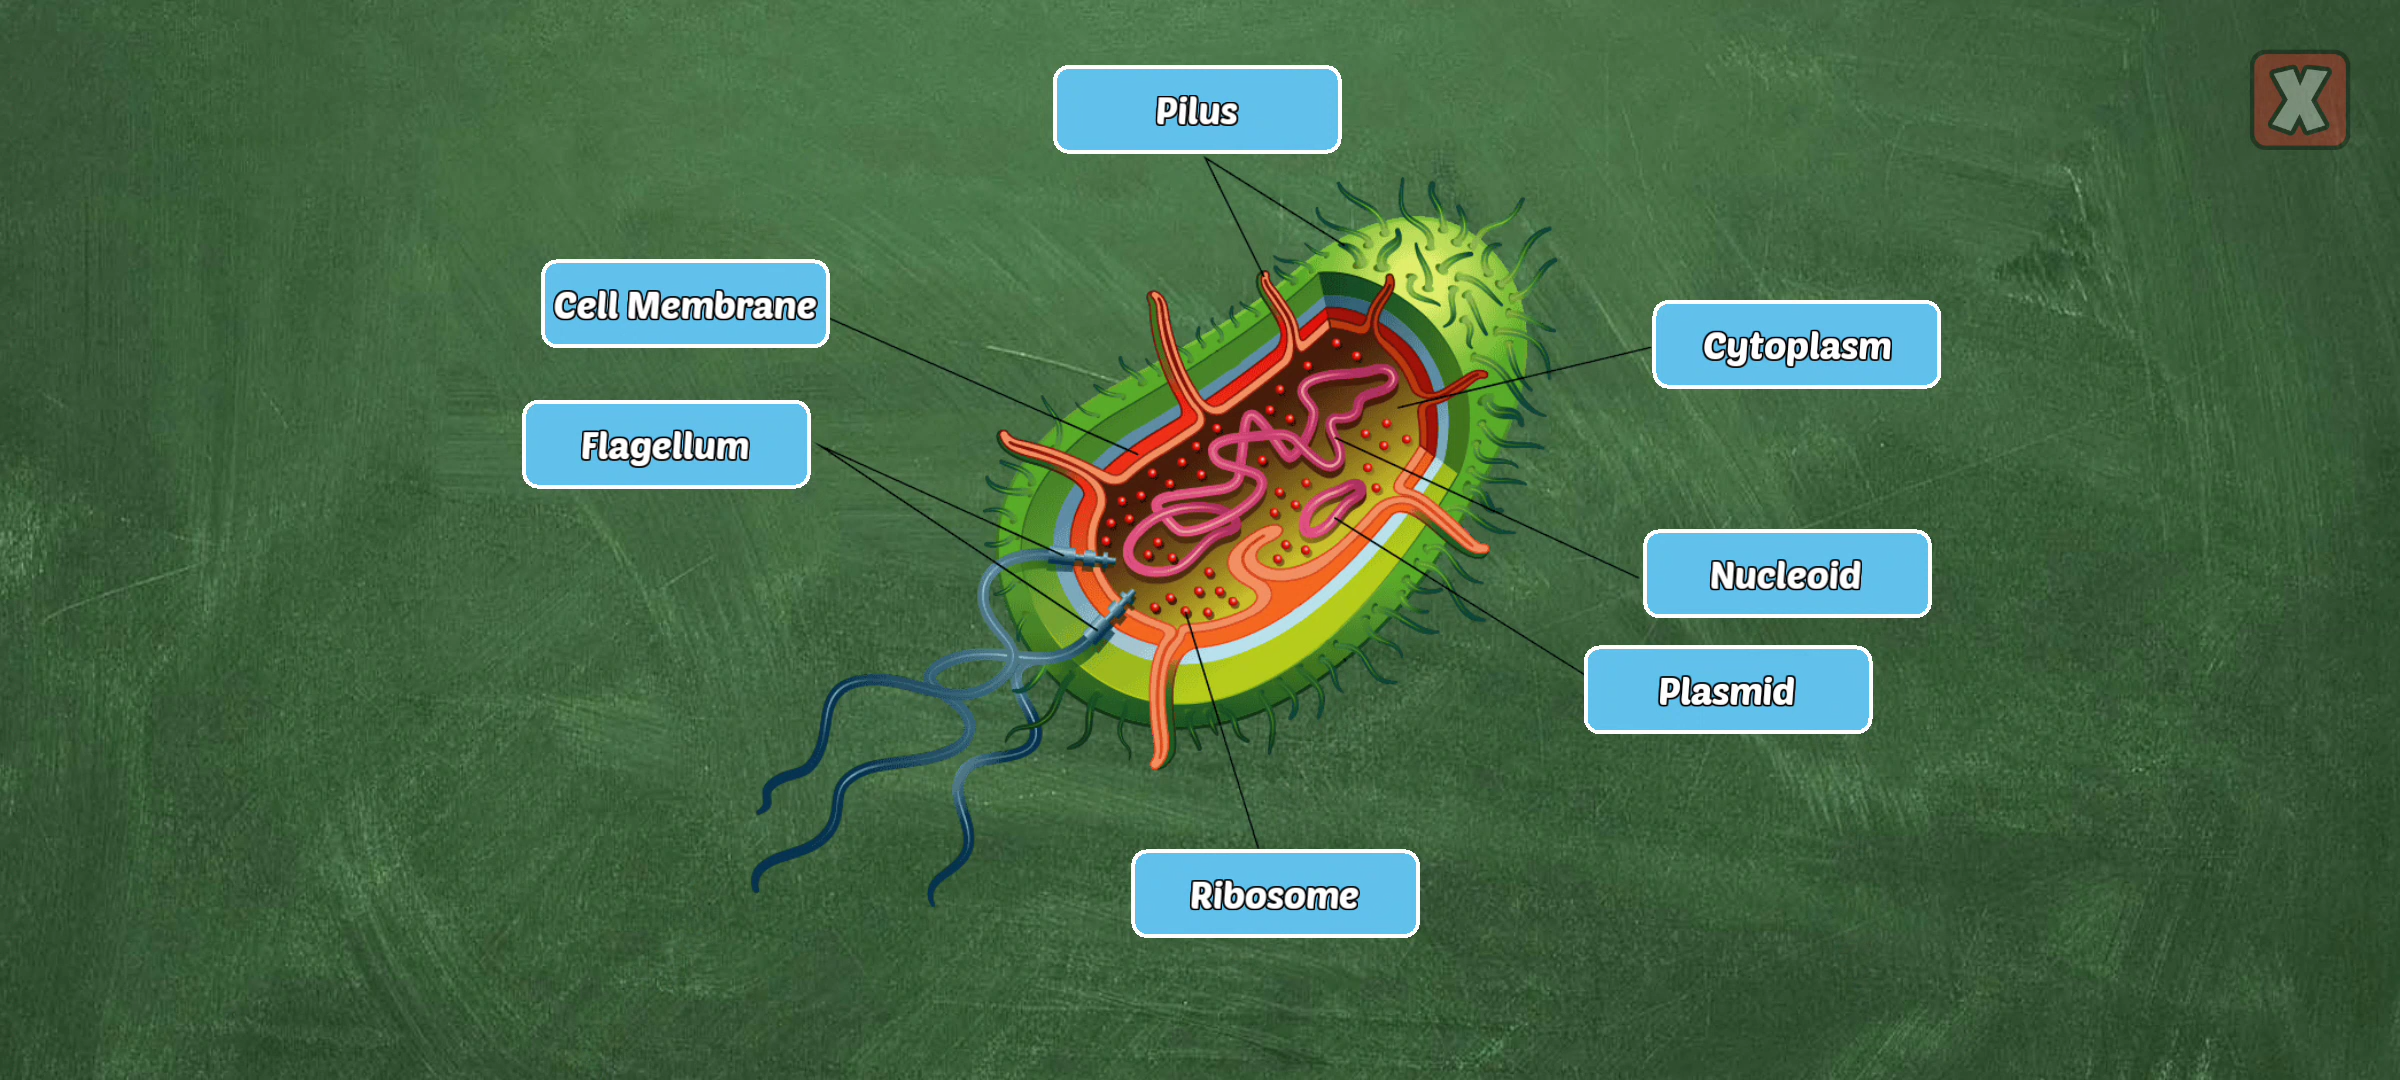 Pilus
Cell Membrane
Cytoplasm
Flagellum
Nucleoid
Plasmid
Ribosome
X